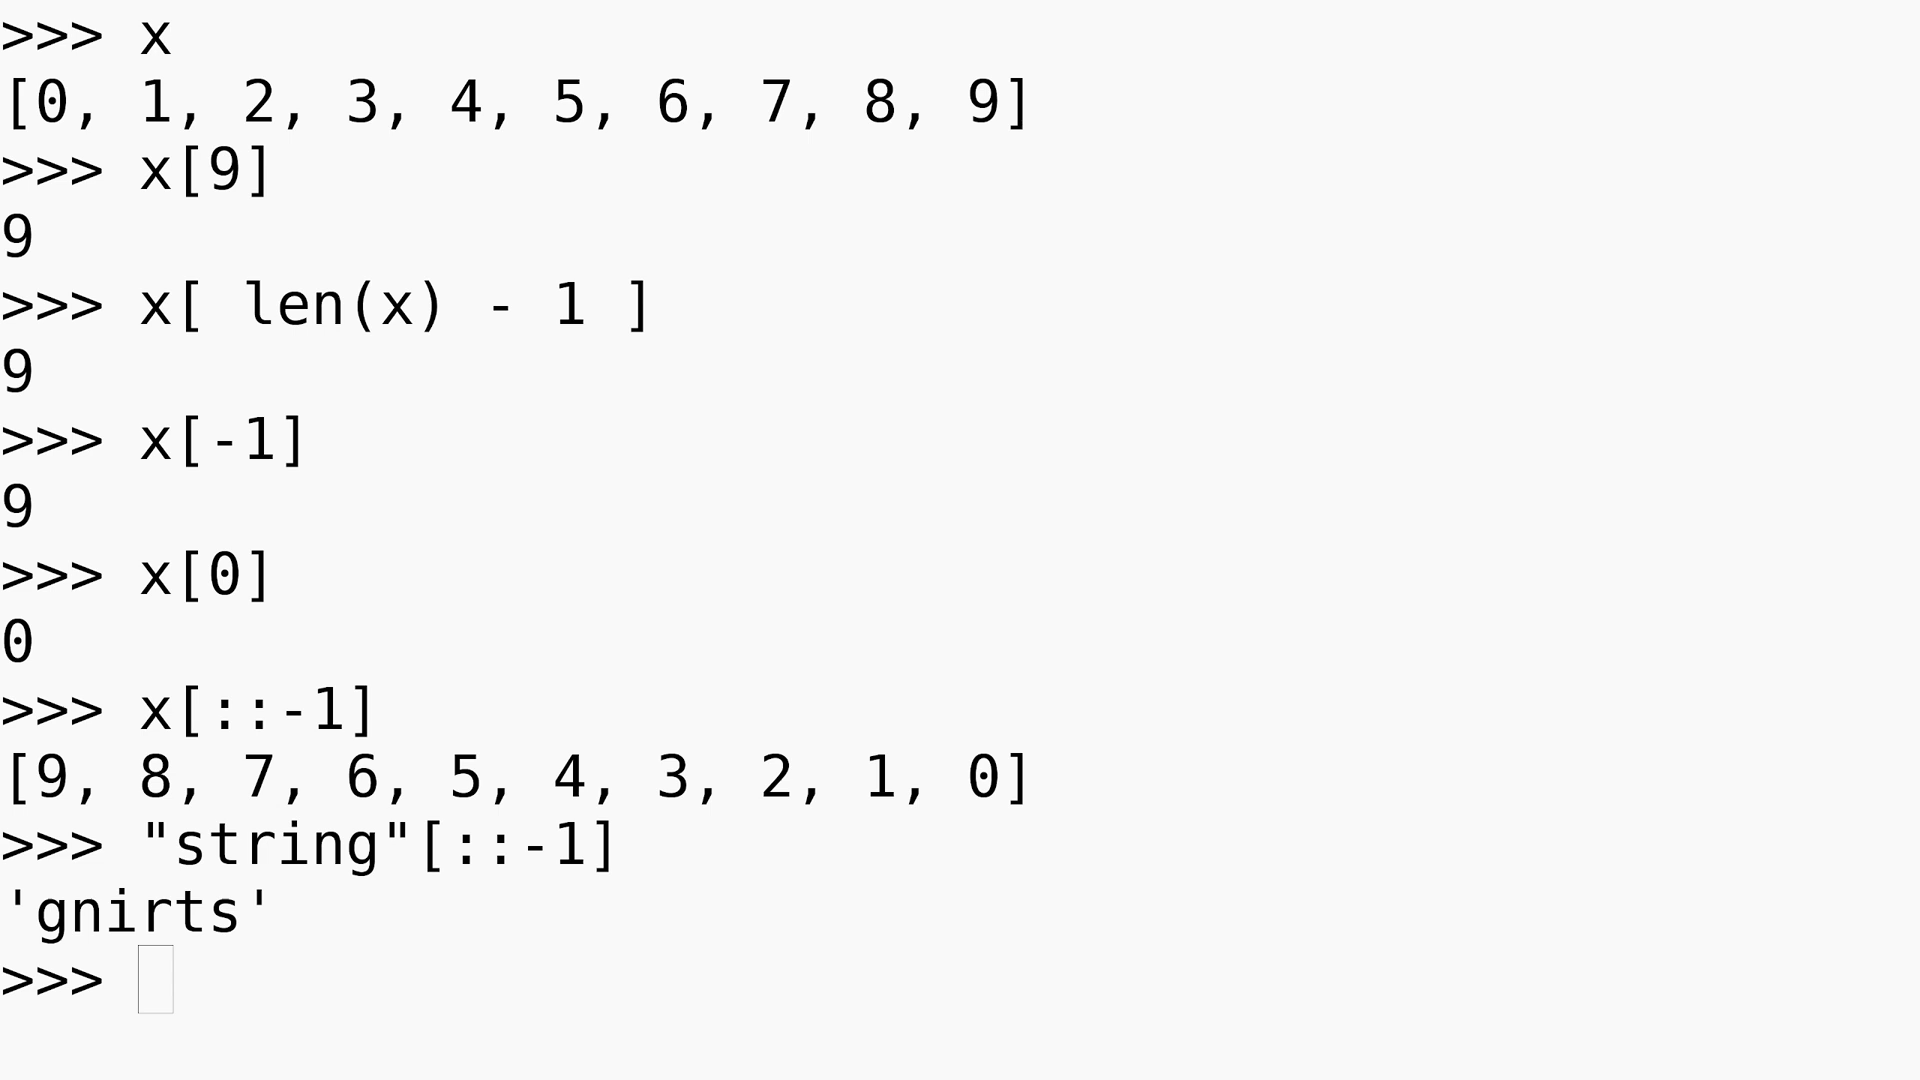 >>> x
[0, 1, 2, 3, 4, 5, 6, 7, 8, 9]
>>> x[9]
9
>>> x[ len(x) - 1 ]
9
>>> x[-1]
9
>>> x[0]
0
>>> x[::-1]
[9, 8, 7, 6, 5, 4, 3, 2, 1, 0]
>>> "string"[::-1]
'gnirts'
>>>